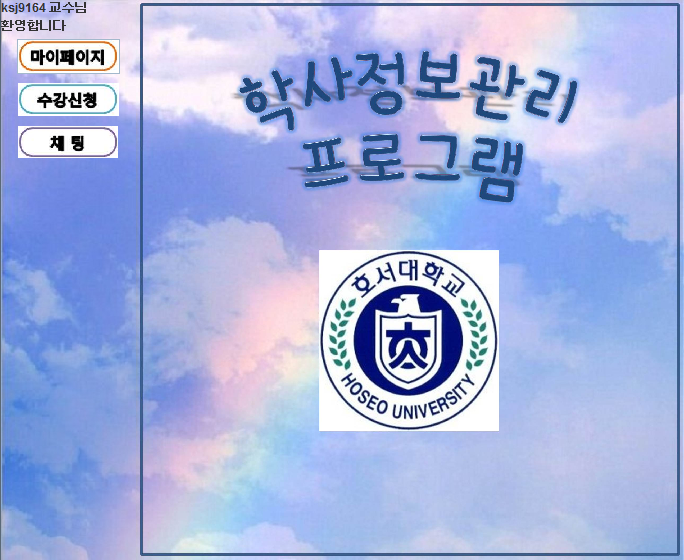 ksj9164 교수님
환영합니다
마이페이지
수강신청
채 팅
학사정보관리
프로그램
호서대학교
HOSEO UNIVERSITY